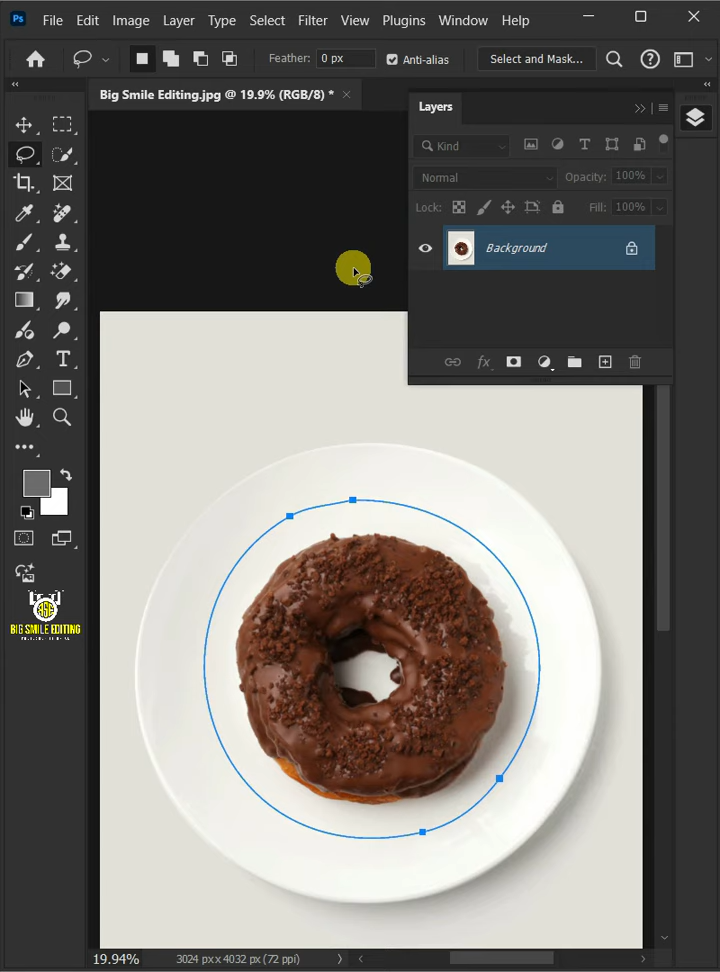 Ps File Edit Image Layer Type Select Filter View Plugins Window Help
Feather: 0 px Anti-alias Select and Mask...
Big Smile Editing.jpg @ 19.9% (RGB/8) *
Layers
Kind
Normal Opacity: 100%
Lock: Fill: 100%
Background
BIG SMILE EDITING
19.94% 3024 px x 4032 px (72 ppi)